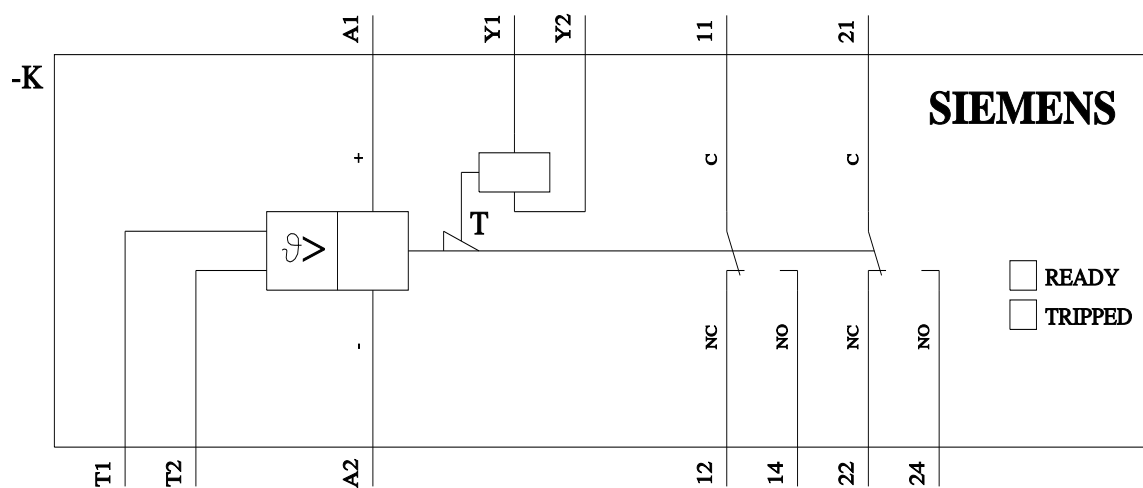 A1
Y1
Y2
11
21
-K
SIEMENS
+
C
C
T
ϑ>
READY
TRIPPED
-
NC
NO
NC
NO
T1
T2
A2
12
14
22
24